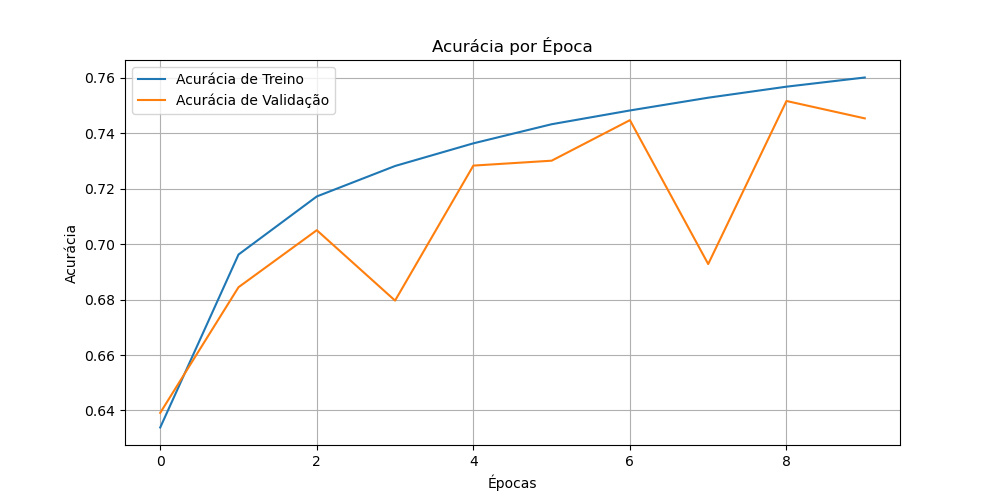 Acurácia por Época
Acurácia de Treino
Acurácia de Validação
0.76
0.74
0.72
0.70
0.68
0.66
0.64
Acurácia
0 2 4 6 8
Épocas